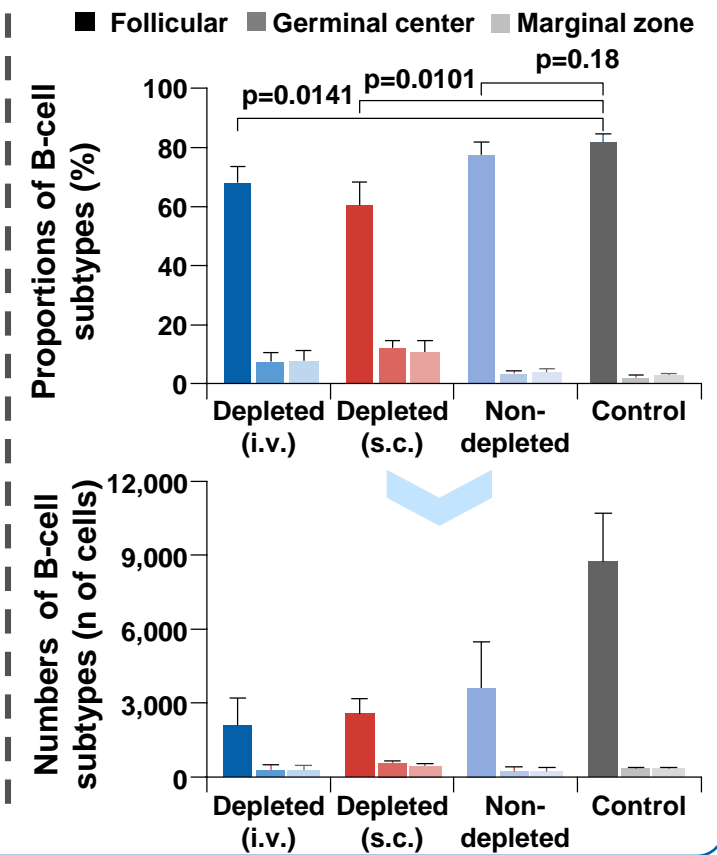 Follicular Germinal center Marginal zone
p=0.18
p=0.0101
p=0.0141
Proportions of B-cell
subtypes (%)
100
80
60
40
20
0
Depleted (i.v.)
Depleted (s.c.)
Non-depleted
Control
Numbers of B-cell
subtypes (n of cells)
12,000
9,000
6,000
3,000
0
Depleted (i.v.)
Depleted (s.c.)
Non-depleted
Control